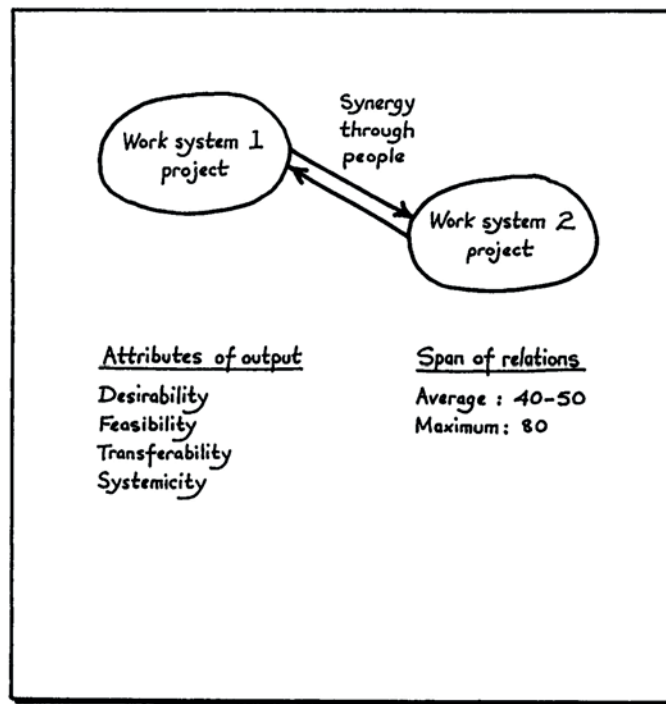 Work system 1
project
Synergy
through
people
Work system 2
project
Attributes of output
Desirability
Feasibility
Transferability
Systemicity
Span of relations
Average : 40-50
Maximum : 80